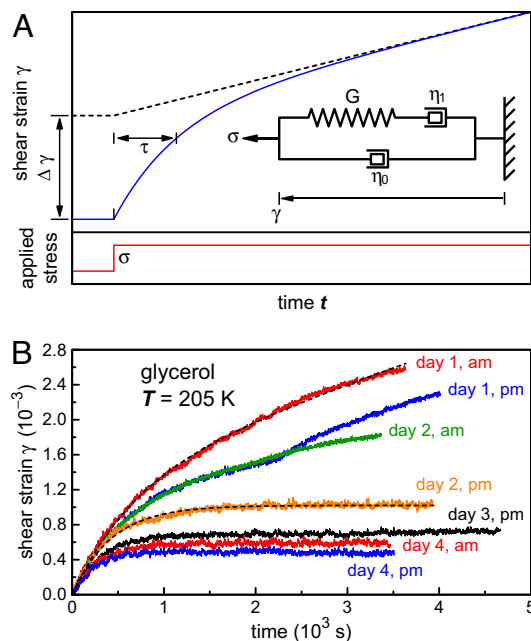 A
shear strain γ
Δγ
τ
G
η1
σ
η0
γ
applied
stress
σ
time t
B
2.8
2.4
2.0
1.6
1.2
0.8
0.4
0.0
shear strain γ (10⁻³)
glycerol
T = 205 K
day 1, am
day 1, pm
day 2, am
day 2, pm
day 3, pm
day 4, am
day 4, pm
0 1 2 3 4 5
time (10³ s)